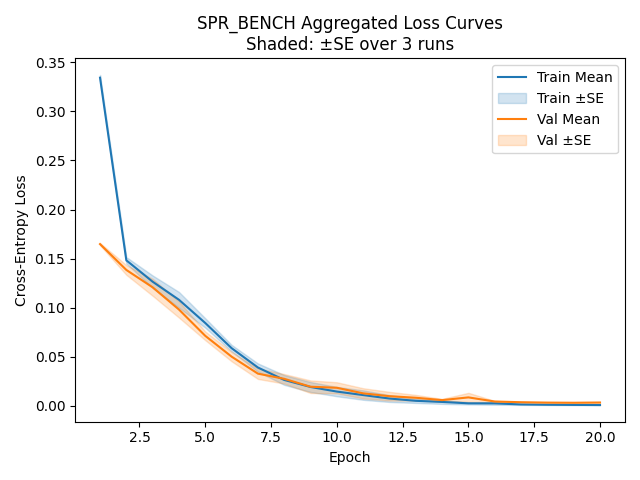 SPR_BENCH Aggregated Loss Curves
Shaded: ±SE over 3 runs
Train Mean
Train ±SE
Val Mean
Val ±SE
Cross-Entropy Loss
0.35
0.30
0.25
0.20
0.15
0.10
0.05
0.00
2.5 5.0 7.5 10.0 12.5 15.0 17.5 20.0
Epoch